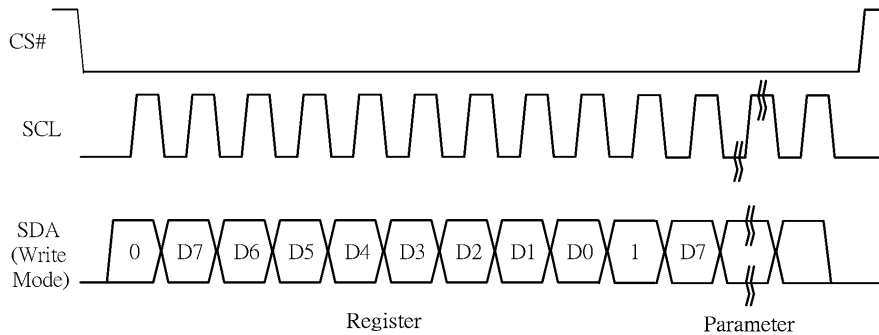 CS#
SCL
SDA
(Write
Mode)
0 D7 D6 D5 D4 D3 D2 D1 D0 1 D7
Register Parameter